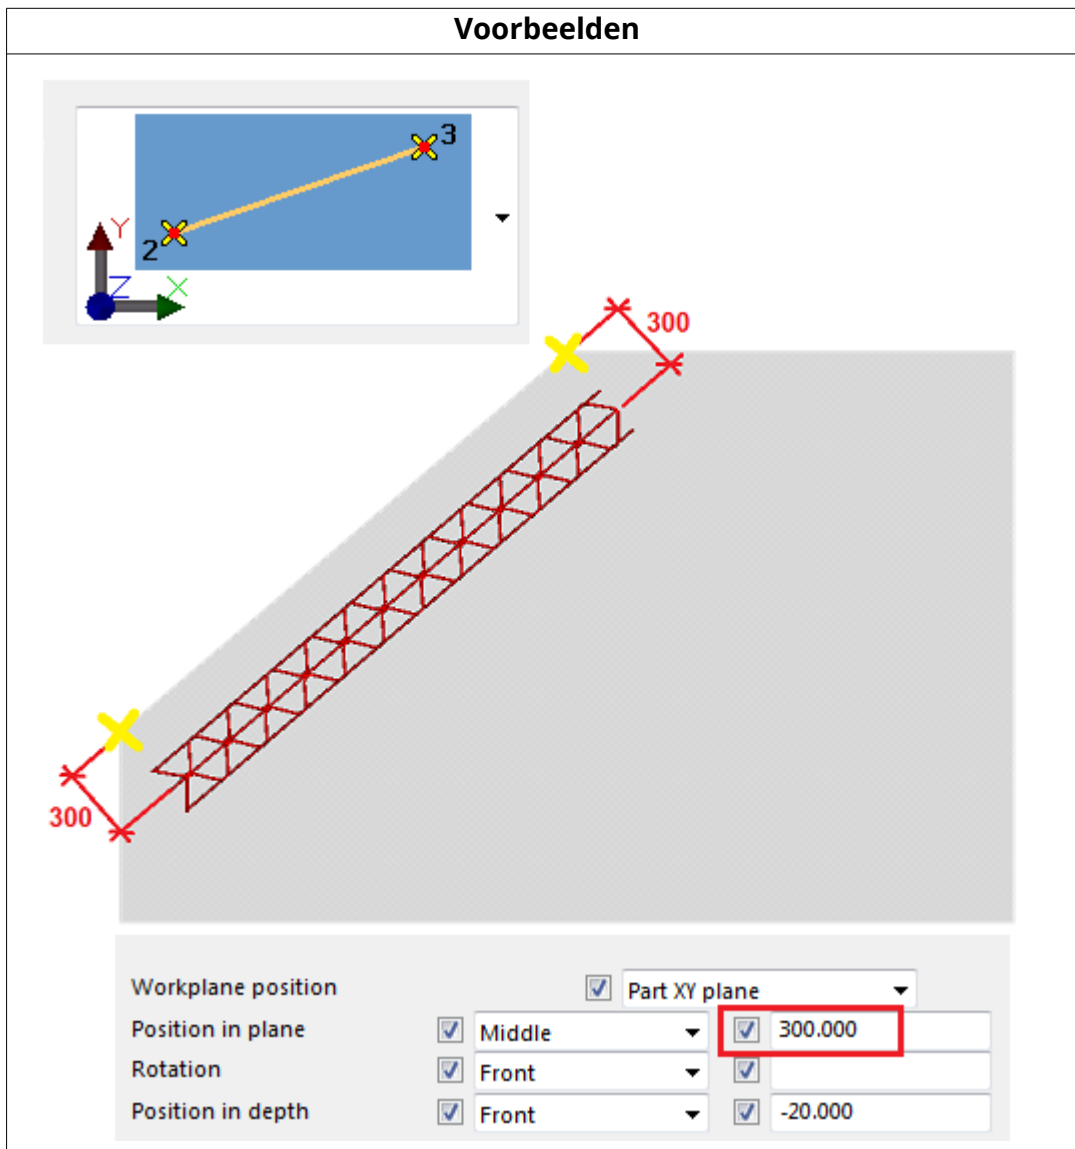 Voorbeelden
3
Y
2
Z
X
300
300
Workplane position Part XY plane
Position in plane Middle 300.000
Rotation Front
Position in depth Front -20.000